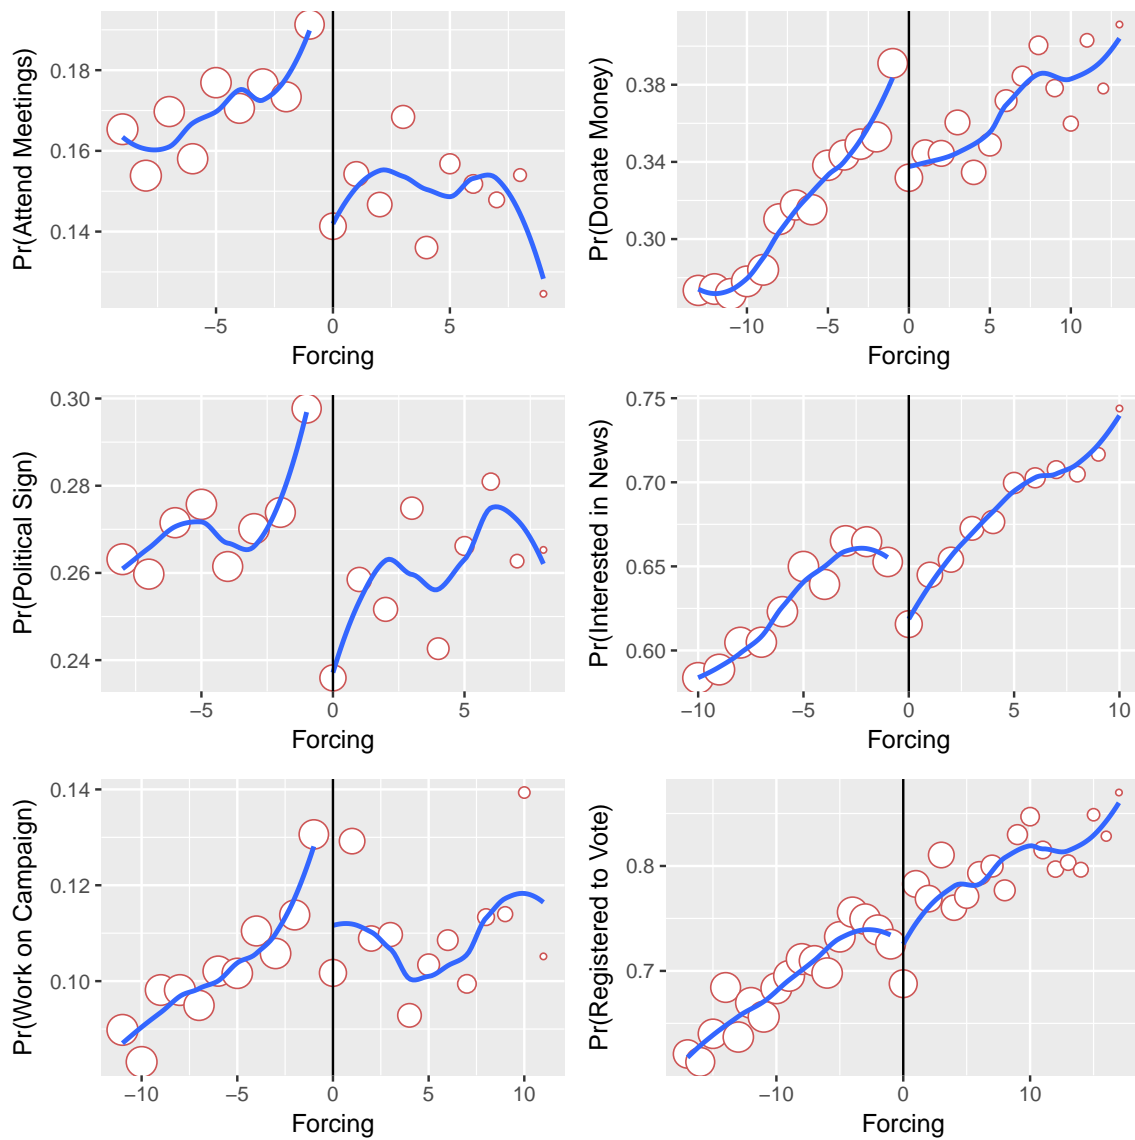 Pr(Attend Meetings)
0.18
0.16
0.14
−5 0 5
Forcing
Pr(Donate Money)
0.38
0.34
0.30
−10 −5 0 5 10
Forcing
Pr(Political Sign)
0.30
0.28
0.26
0.24
−5 0 5
Forcing
Pr(Interested in News)
0.75
0.70
0.65
0.60
−10 −5 0 5 10
Forcing
Pr(Work on Campaign)
0.14
0.12
0.10
−10 −5 0 5 10
Forcing
Pr(Registered to Vote)
0.8
0.7
−10 0 10
Forcing